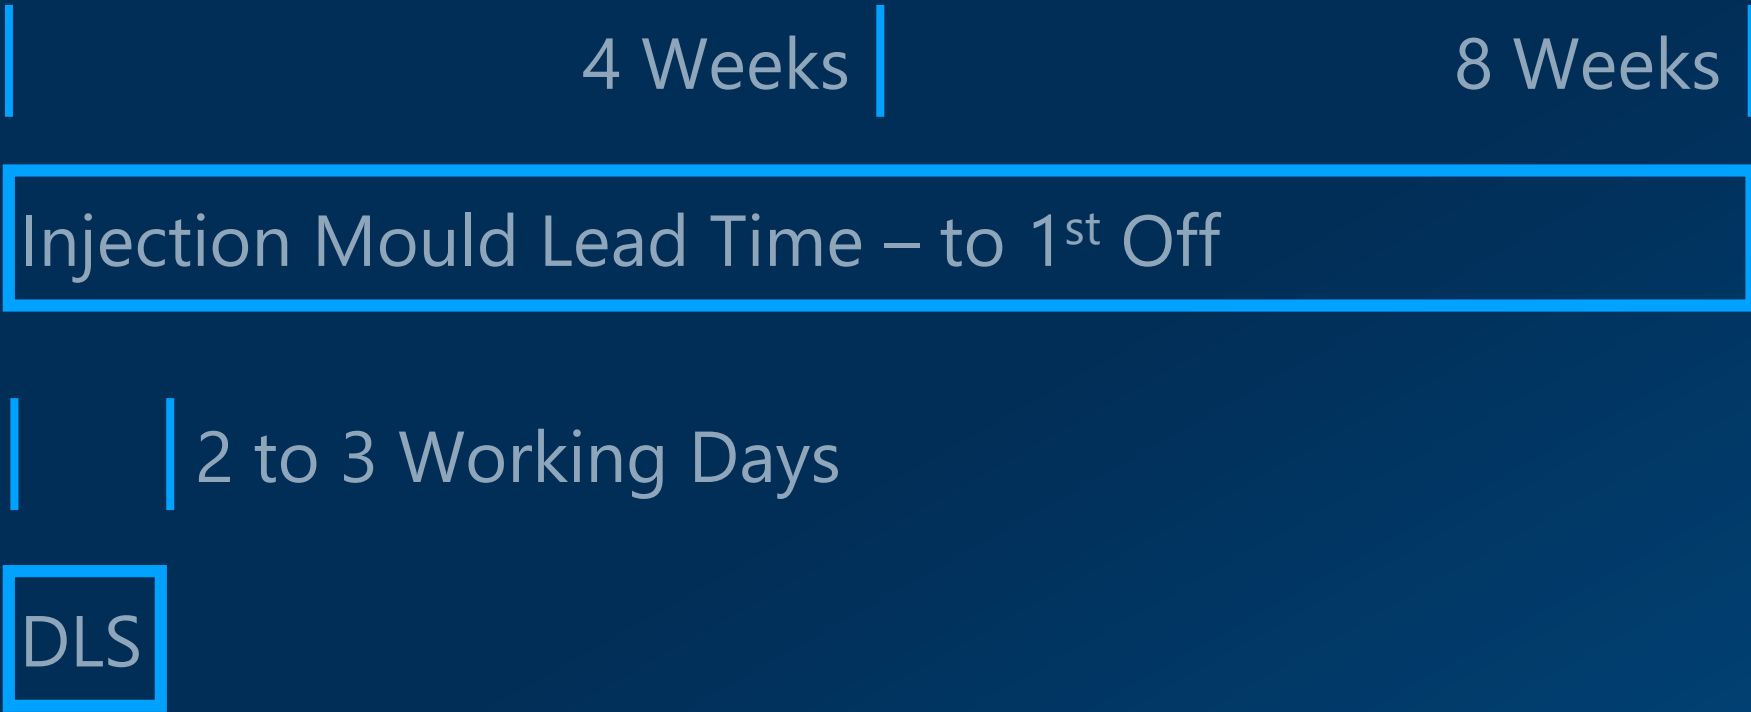 4 Weeks 8 Weeks
Injection Mould Lead Time – to 1st Off
2 to 3 Working Days
DLS